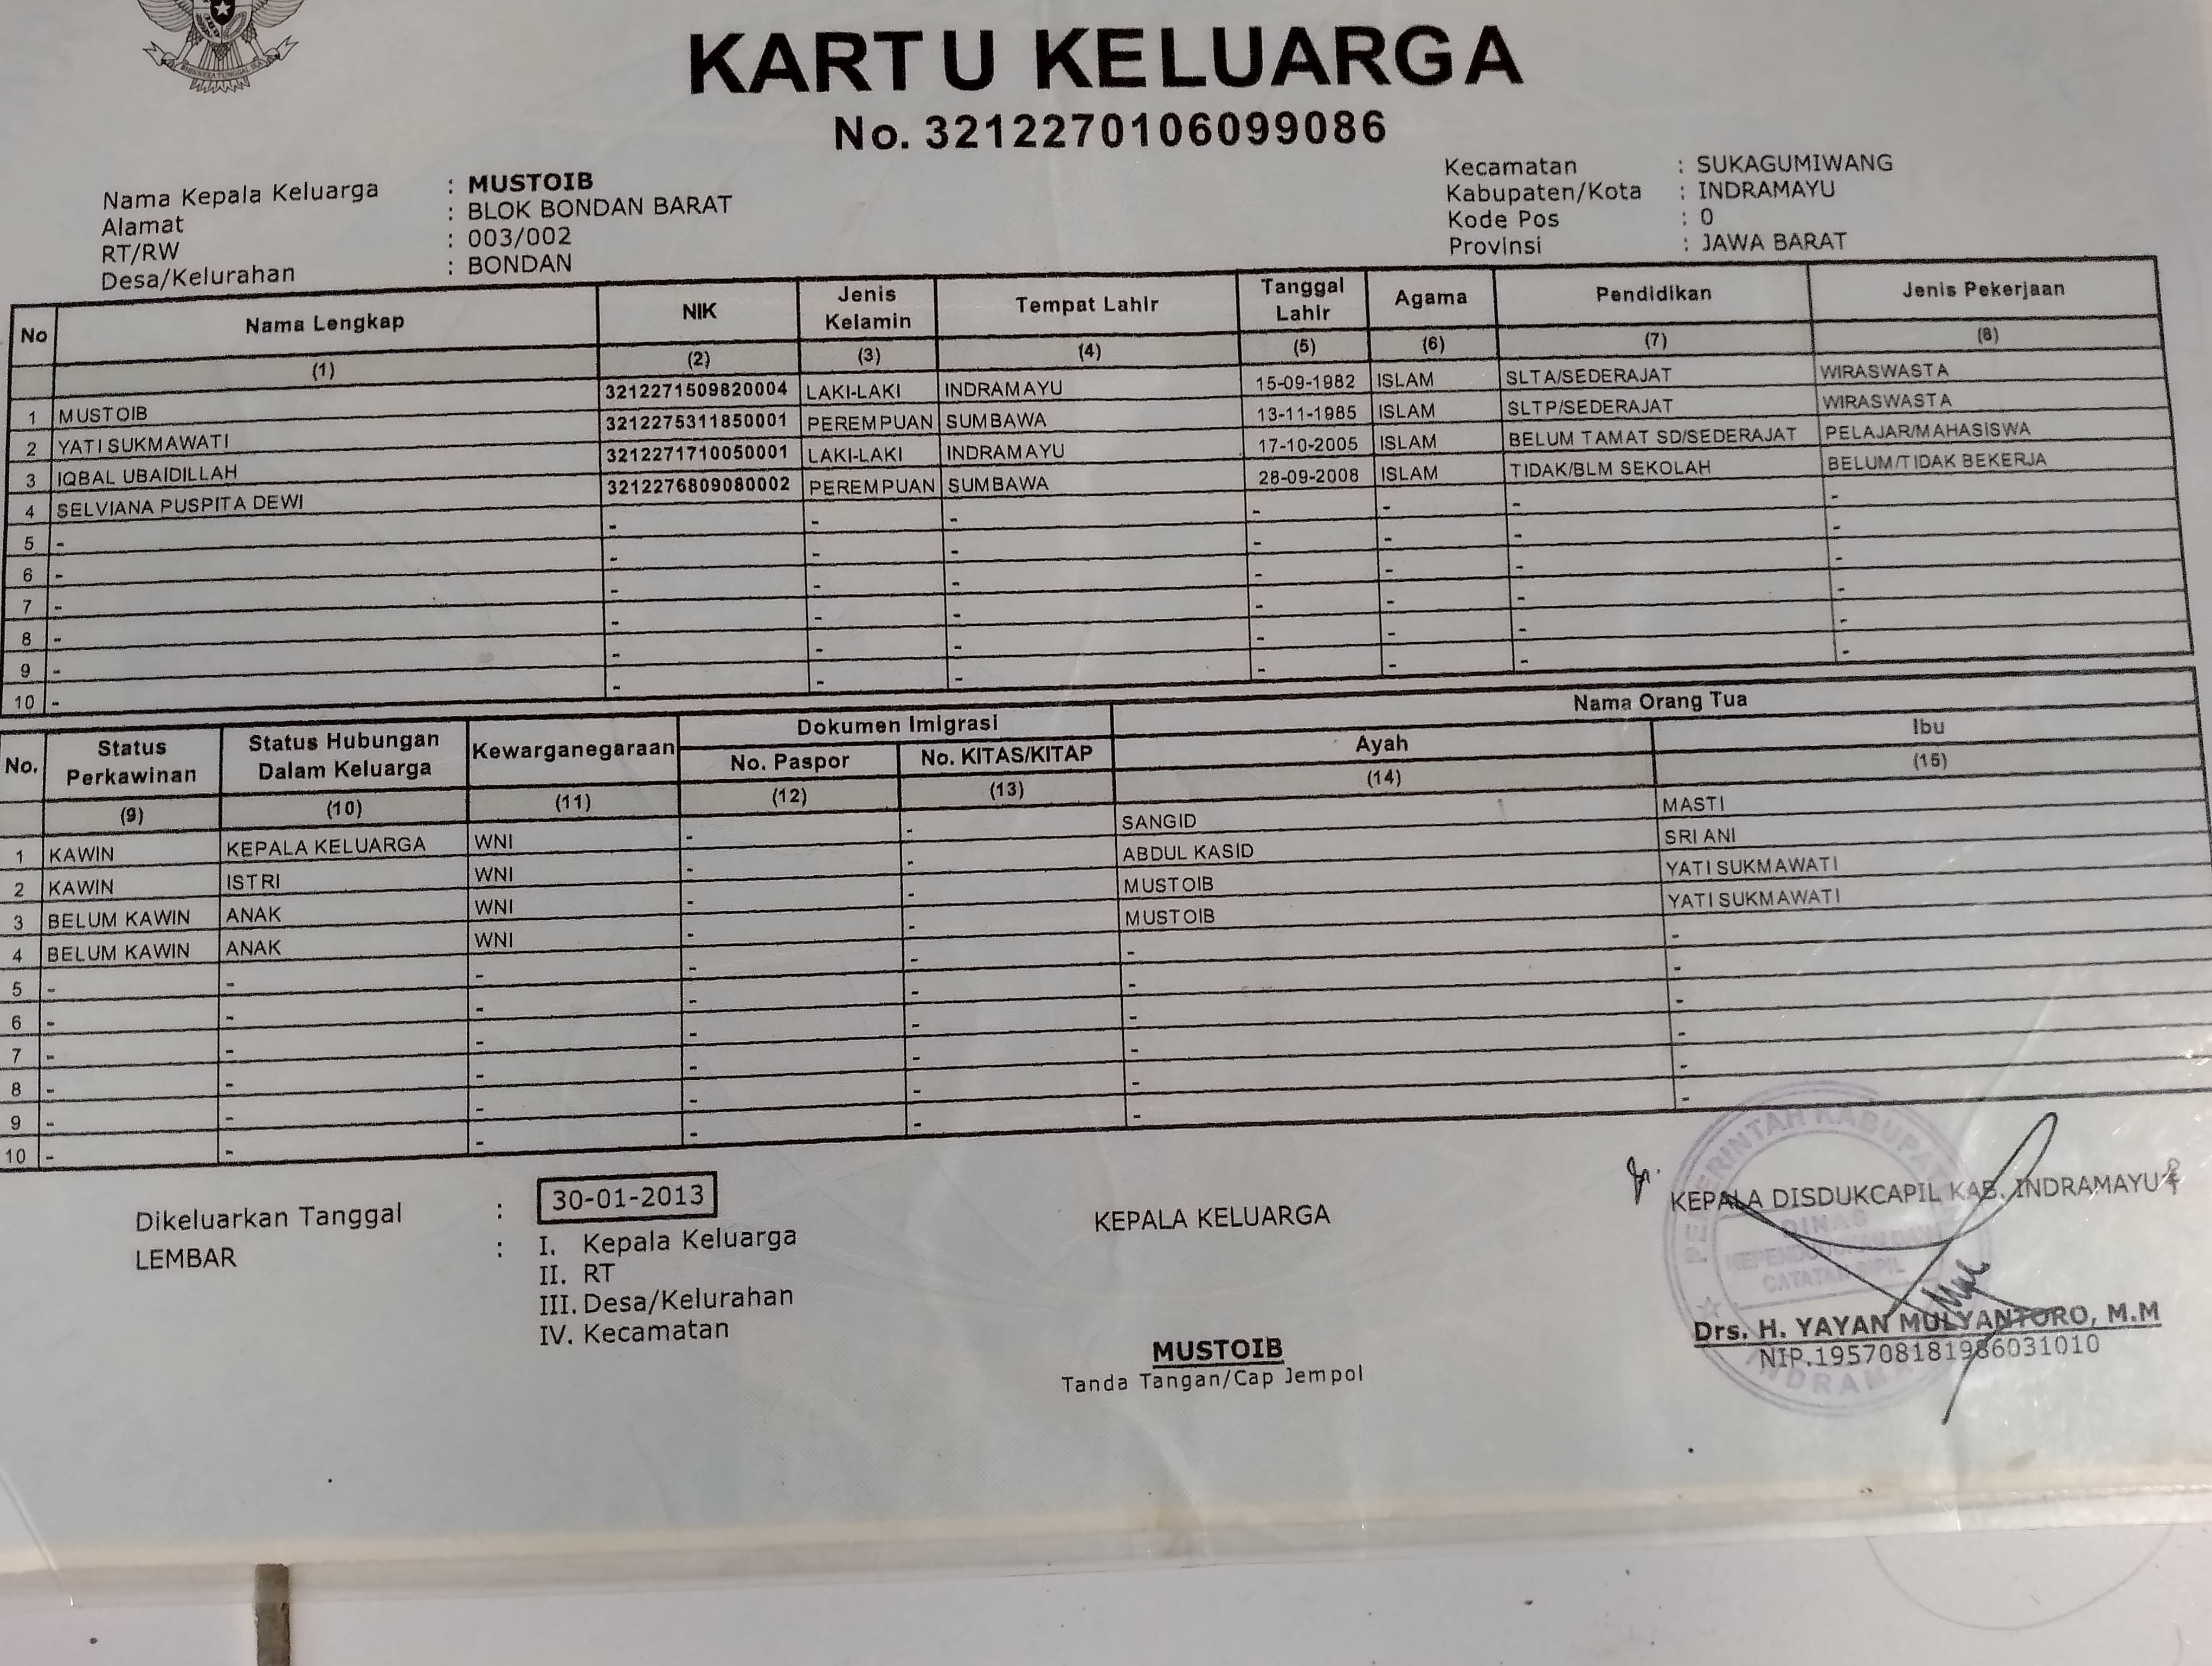 BHINNEKA TUNGGAL IKA
KARTU KELUARGA
No. 3212270106099086
Nama Kepala Keluarga : MUSTOIB
Alamat : BLOK BONDAN BARAT
RT/RW : 003/002
Desa/Kelurahan : BONDAN
Kecamatan : SUKAGUMIWANG
Kabupaten/Kota : INDRAMAYU
Kode Pos : 0
Provinsi : JAWA BARAT
No Nama Lengkap NIK Jenis Kelamin Tempat Lahir Tanggal Lahir Agama Pendidikan Jenis Pekerjaan
(1) (2) (3) (4) (5) (6) (7) (8)
1 MUSTOIB 3212271509820004 LAKI-LAKI INDRAMAYU 15-09-1982 ISLAM SLTA/SEDERAJAT WIRASWASTA
2 YATI SUKMAWATI 3212275311850001 PEREMPUAN SUMBAWA 13-11-1985 ISLAM SLTP/SEDERAJAT WIRASWASTA
3 IQBAL UBAIDILLAH 3212271710050001 LAKI-LAKI INDRAMAYU 17-10-2005 ISLAM BELUM TAMAT SD/SEDERAJAT PELAJAR/MAHASISWA
4 SELVIANA PUSPITA DEWI 3212276809080002 PEREMPUAN SUMBAWA 28-09-2008 ISLAM TIDAK/BLM SEKOLAH BELUM/TIDAK BEKERJA
5 - - - - - - - -
6 - - - - - - - -
7 - - - - - - - -
8 - - - - - - - -
9 - - - - - - - -
10 - - - - - - - -
No. Status Perkawinan Status Hubungan Dalam Keluarga Kewarganegaraan Dokumen Imigrasi Nama Orang Tua
No. Paspor No. KITAS/KITAP Ayah Ibu
(9) (10) (11) (12) (13) (14) (15)
1 KAWIN KEPALA KELUARGA WNI - - SANGID MASTI
2 KAWIN ISTRI WNI - - ABDUL KASID SRI ANI
3 BELUM KAWIN ANAK WNI - - MUSTOIB YATI SUKMAWATI
4 BELUM KAWIN ANAK WNI - - MUSTOIB YATI SUKMAWATI
5 - - - - - - -
6 - - - - - - -
7 - - - - - - -
8 - - - - - - -
9 - - - - - - -
10 - - - - - - -
Dikeluarkan Tanggal : 30-01-2013
LEMBAR : I. Kepala Keluarga
II. RT
III. Desa/Kelurahan
IV. Kecamatan
KEPALA KELUARGA
MUSTOIB
Tanda Tangan/Cap Jempol
KEPALA DISDUKCAPIL KAB. INDRAMAYU
PEMERINTAH KABUPATEN
DINAS
KEPENDUDUKAN DAN
CATATAN SIPIL
INDRAMAYU
Drs. H. YAYAN MULYANTORO, M.M
NIP.195708181986031010